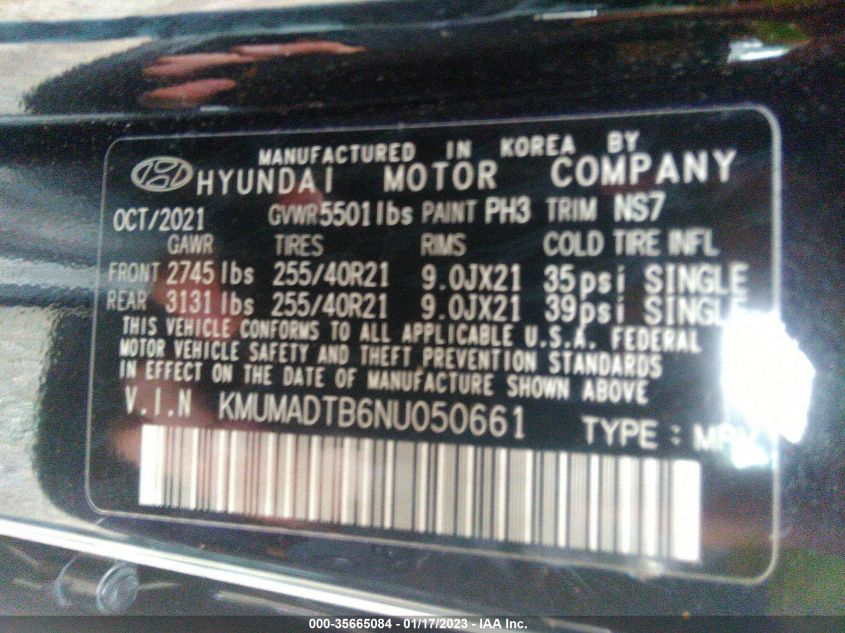 MANUFACTURED IN KOREA BY
HYUNDAI MOTOR COMPANY
OCT/2021 GVWR 5501 lbs PAINT PH3 TRIM NS7
GAWR TIRES RIMS COLD TIRE INFL
FRONT 2745 lbs 255/40R21 9.0JX21 35psi SINGLE
REAR 3131 lbs 255/40R21 9.0JX21 39psi SINGLE
THIS VEHICLE CONFORMS TO ALL APPLICABLE U.S.A. FEDERAL
MOTOR VEHICLE SAFETY AND THEFT PREVENTION STANDARDS
IN EFFECT ON THE DATE OF MANUFACTURE SHOWN ABOVE
V.I.N KMUMADTB6NU050661 TYPE : MPV
000-35665084 - 01/17/2023 - IAA Inc.